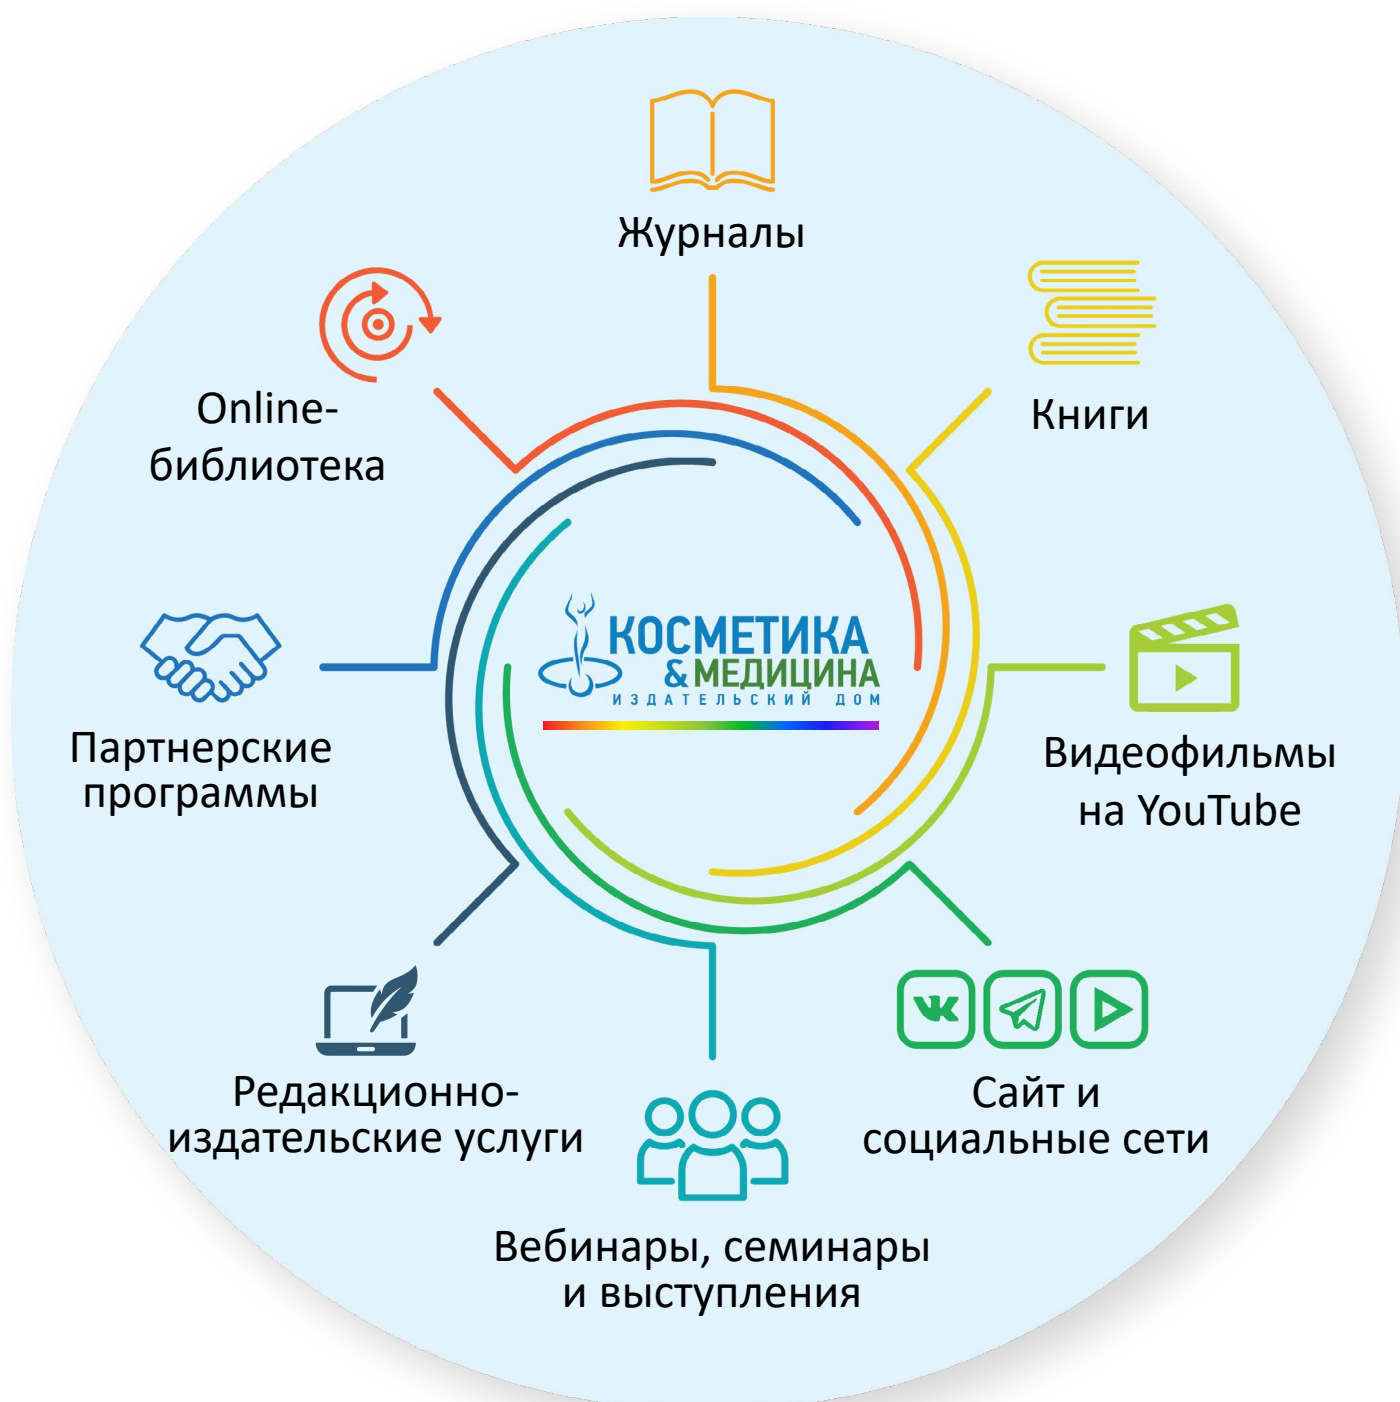 Журналы
Книги
Online-
библиотека
КОСМЕТИКА
&МЕДИЦИНА
ИЗДАТЕЛЬСКИЙ ДОМ
Партнерские
программы
Видеофильмы
на YouTube
Редакционно-
издательские услуги
Сайт и
социальные сети
Вебинары, семинары
и выступления